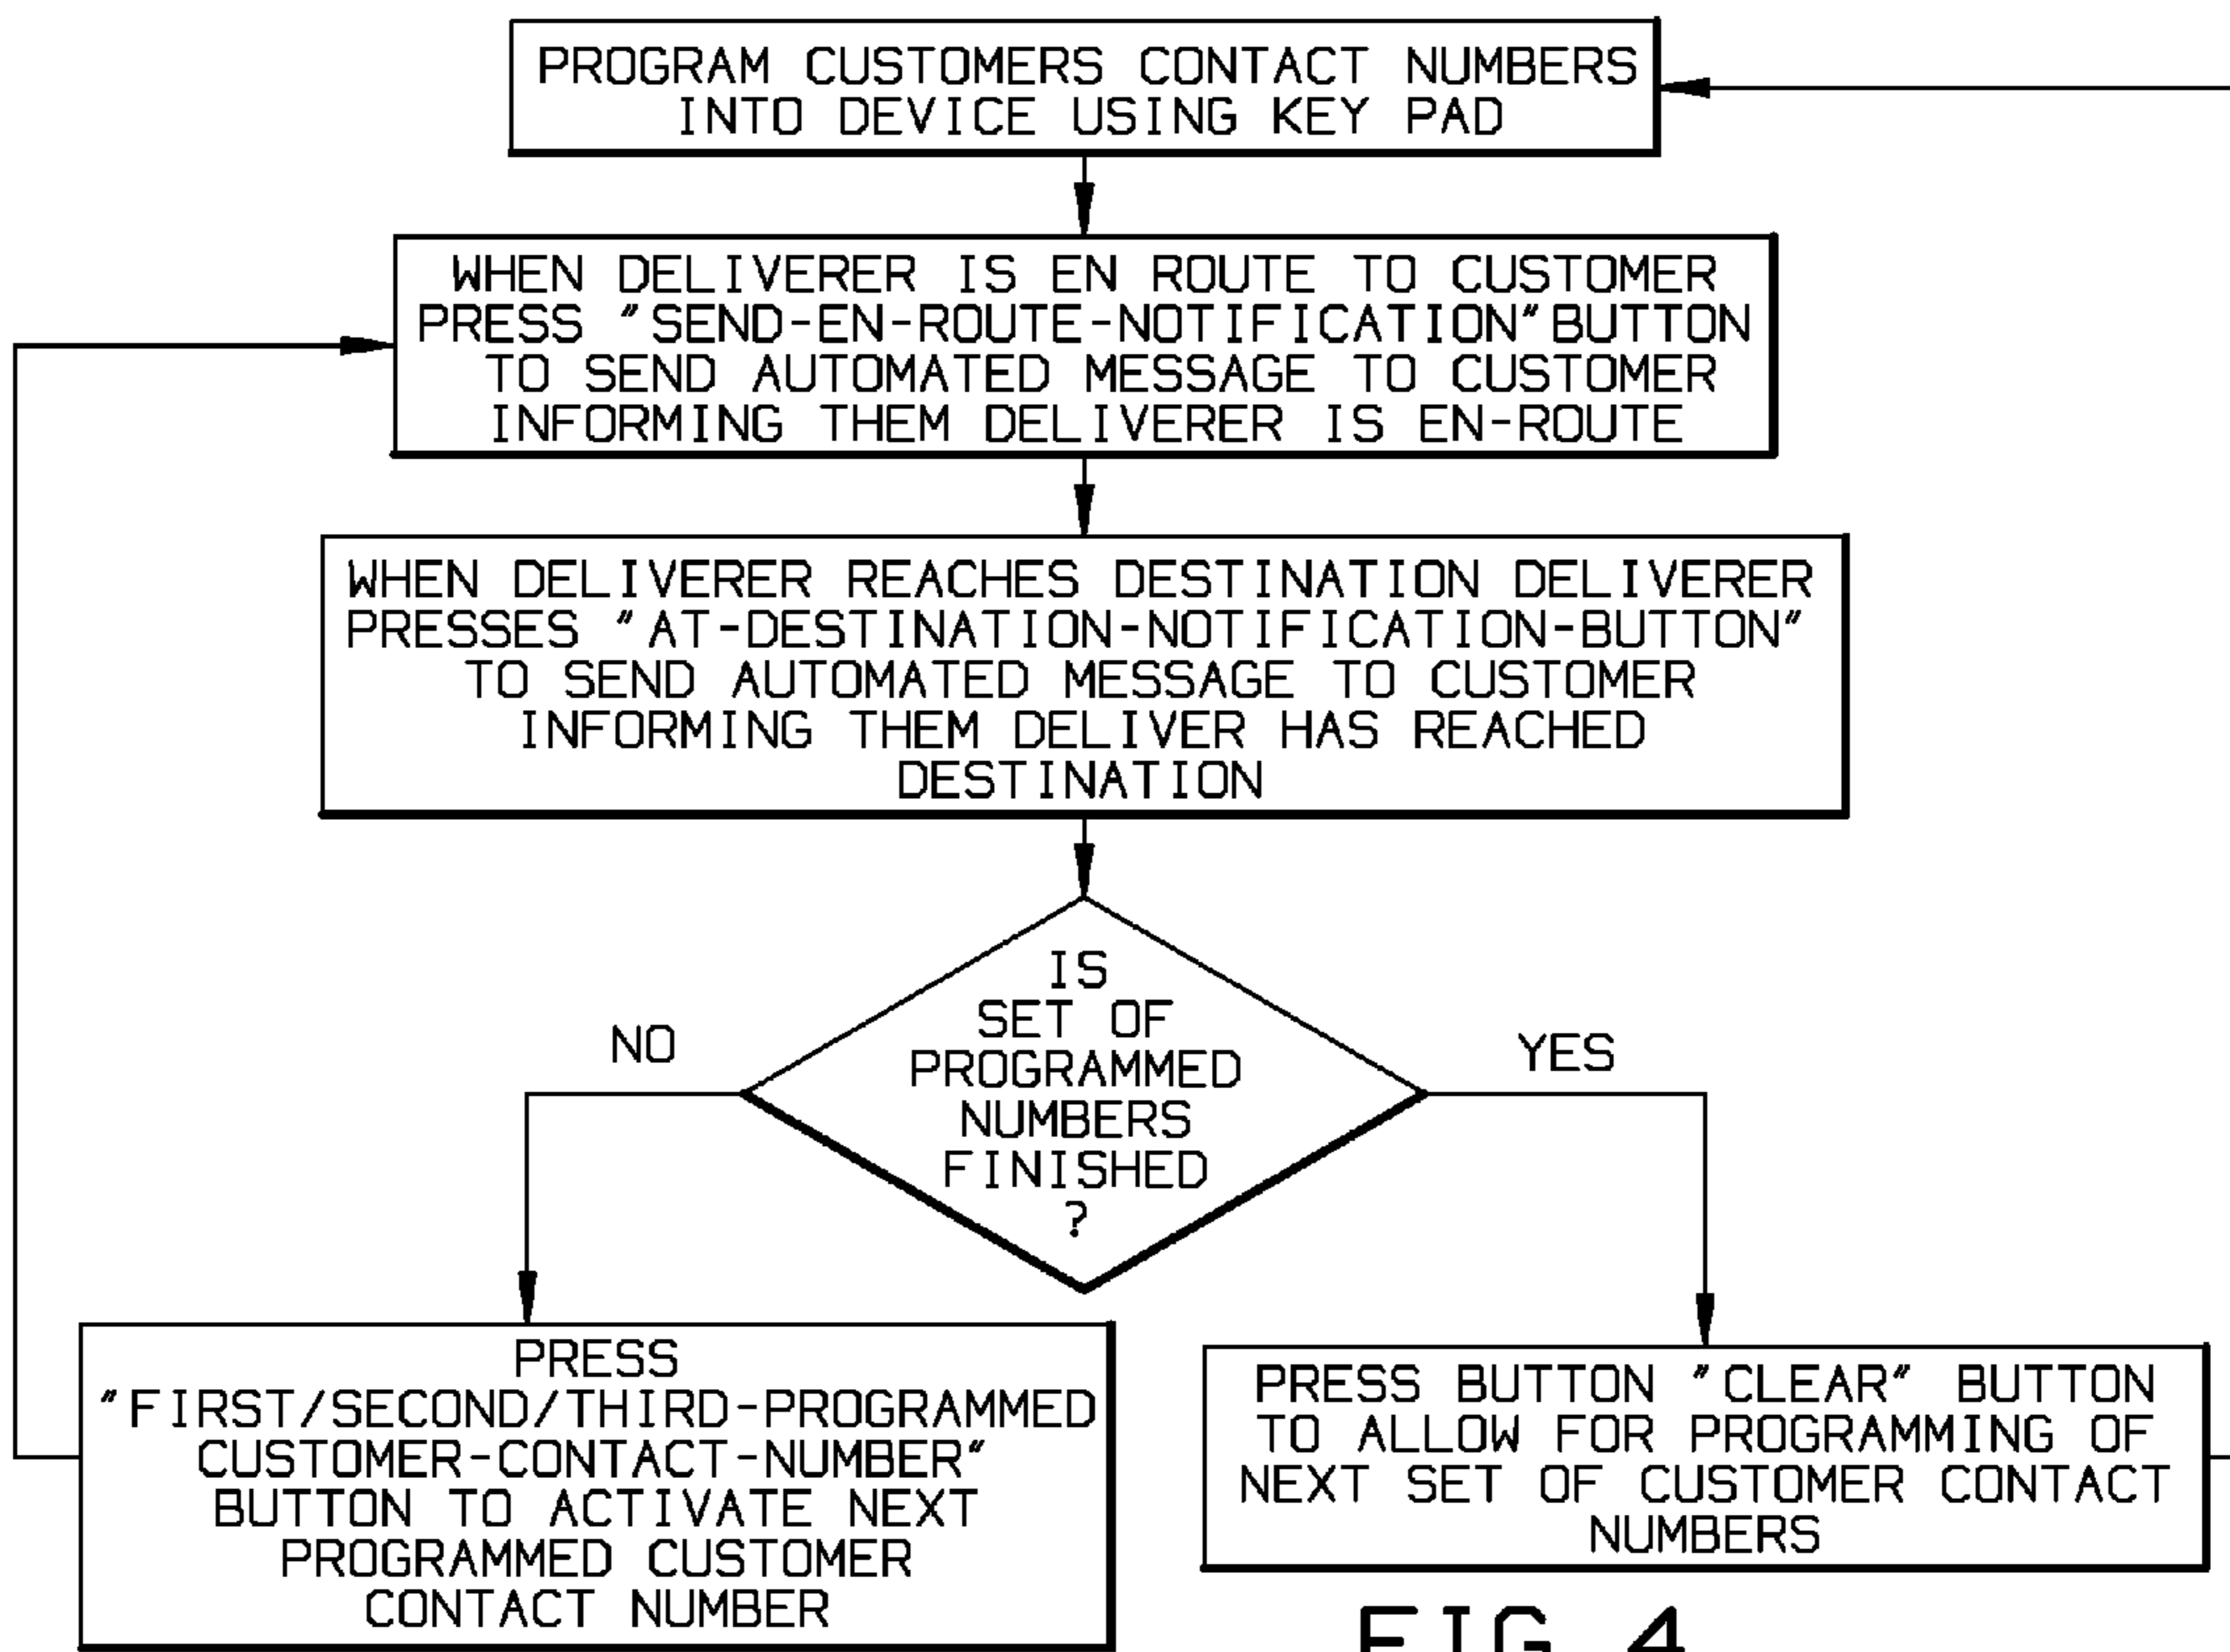 PROGRAM CUSTOMERS CONTACT NUMBERS
INTO DEVICE USING KEY PAD
WHEN DELIVERER IS EN ROUTE TO CUSTOMER
PRESS "SEND-EN-ROUTE-NOTIFICATION"BUTTON
TO SEND AUTOMATED MESSAGE TO CUSTOMER
INFORMING THEM DELIVERER IS EN-ROUTE
WHEN DELIVERER REACHES DESTINATION DELIVERER
PRESSES "AT-DESTINATION-NOTIFICATION-BUTTON"
TO SEND AUTOMATED MESSAGE TO CUSTOMER
INFORMING THEM DELIVER HAS REACHED
DESTINATION
IS
SET OF
PROGRAMMED
NUMBERS
FINISHED
?
NO
YES
PRESS
"FIRST/SECOND/THIRD-PROGRAMMED
CUSTOMER-CONTACT-NUMBER"
BUTTON TO ACTIVATE NEXT
PROGRAMMED CUSTOMER
CONTACT NUMBER
PRESS BUTTON "CLEAR" BUTTON
TO ALLOW FOR PROGRAMMING OF
NEXT SET OF CUSTOMER CONTACT
NUMBERS
FIG 4